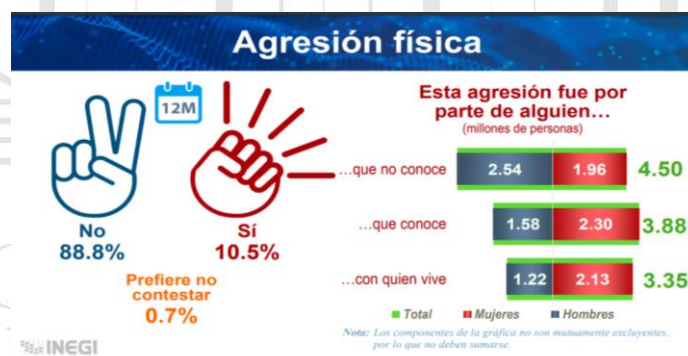 Agresión física
12M
No
88.8%
Sí
10.5%
Prefiere no
contestar
0.7%
Esta agresión fue por
parte de alguien...
(millones de personas)
...que no conoce 2.54 1.96 4.50
...que conoce 1.58 2.30 3.88
...con quien vive 1.22 2.13 3.35
Total Mujeres Hombres
Nota: Los componentes de la gráfica no son mutuamente excluyentes,
por lo que no deben sumarse.
INEGI